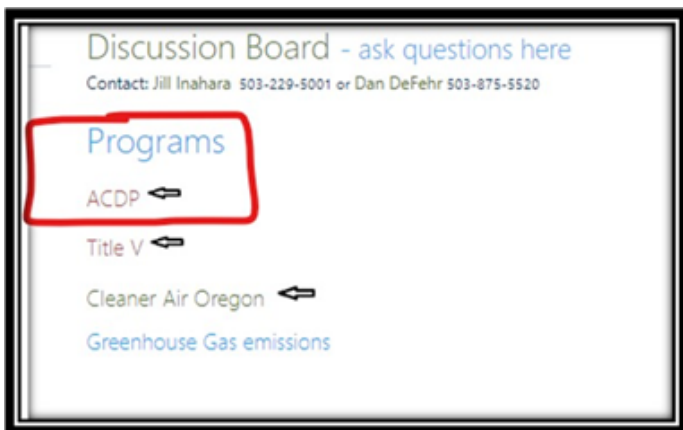 Discussion Board - ask questions here
Contact: Jill Inahara 503-229-5001 or Dan DeFehr 503-875-5520
Programs
ACDP
Title V
Cleaner Air Oregon
Greenhouse Gas emissions